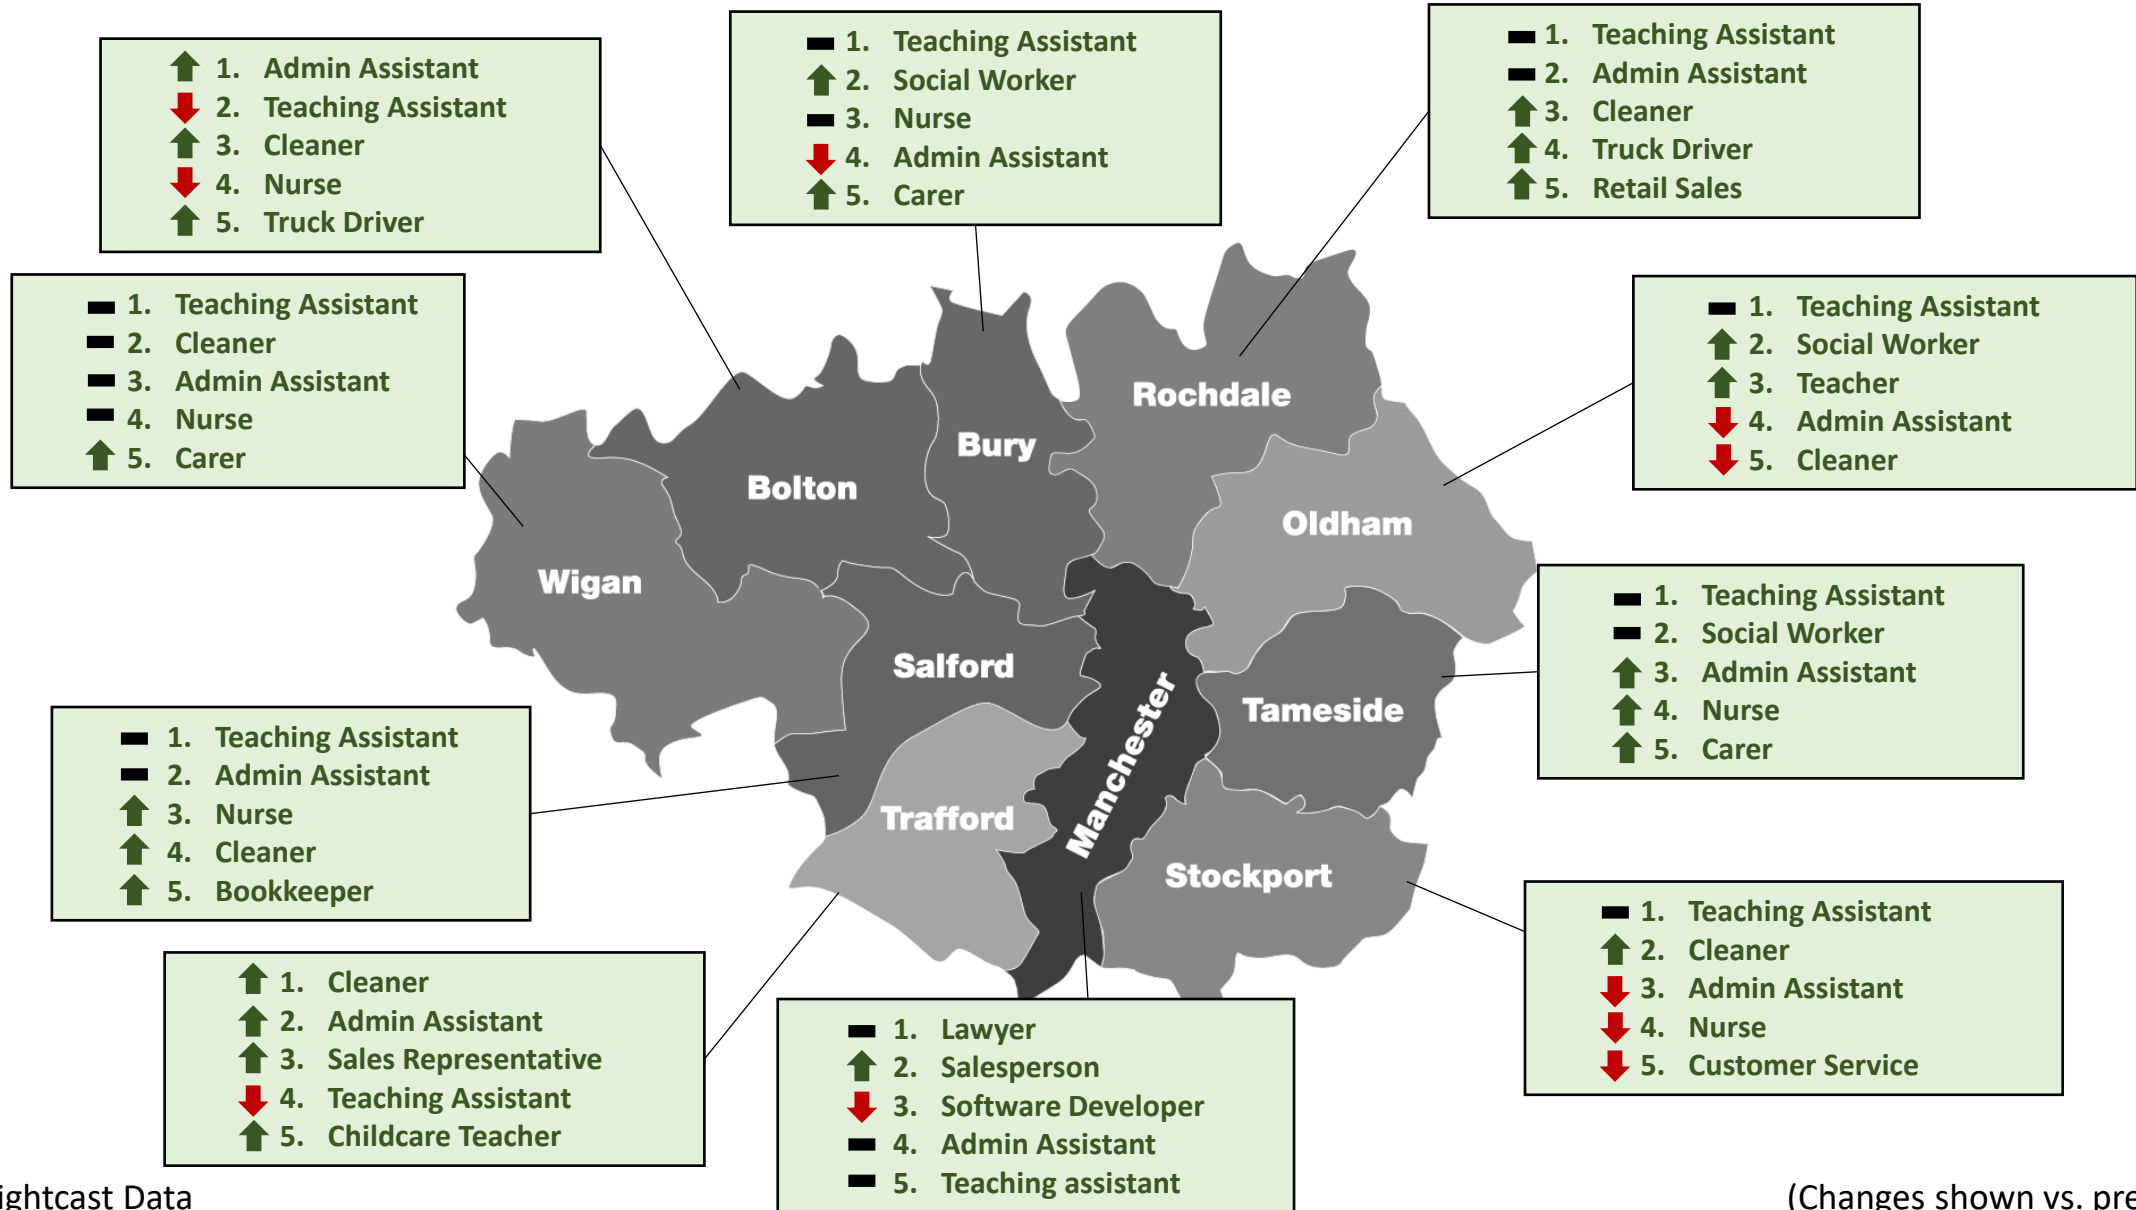 1. Admin Assistant
2. Teaching Assistant
3. Cleaner
4. Nurse
5. Truck Driver
1. Teaching Assistant
2. Social Worker
3. Nurse
4. Admin Assistant
5. Carer
1. Teaching Assistant
2. Admin Assistant
3. Cleaner
4. Truck Driver
5. Retail Sales
1. Teaching Assistant
2. Cleaner
3. Admin Assistant
4. Nurse
5. Carer
1. Teaching Assistant
2. Social Worker
3. Teacher
4. Admin Assistant
5. Cleaner
Rochdale
Bury
Bolton
Oldham
Wigan
Salford
Tameside
Manchester
Trafford
Stockport
1. Teaching Assistant
2. Social Worker
3. Admin Assistant
4. Nurse
5. Carer
1. Teaching Assistant
2. Admin Assistant
3. Nurse
4. Cleaner
5. Bookkeeper
1. Teaching Assistant
2. Cleaner
3. Admin Assistant
4. Nurse
5. Customer Service
1. Cleaner
2. Admin Assistant
3. Sales Representative
4. Teaching Assistant
5. Childcare Teacher
1. Lawyer
2. Salesperson
3. Software Developer
4. Admin Assistant
5. Teaching assistant
ightcast Data
(Changes shown vs. pre